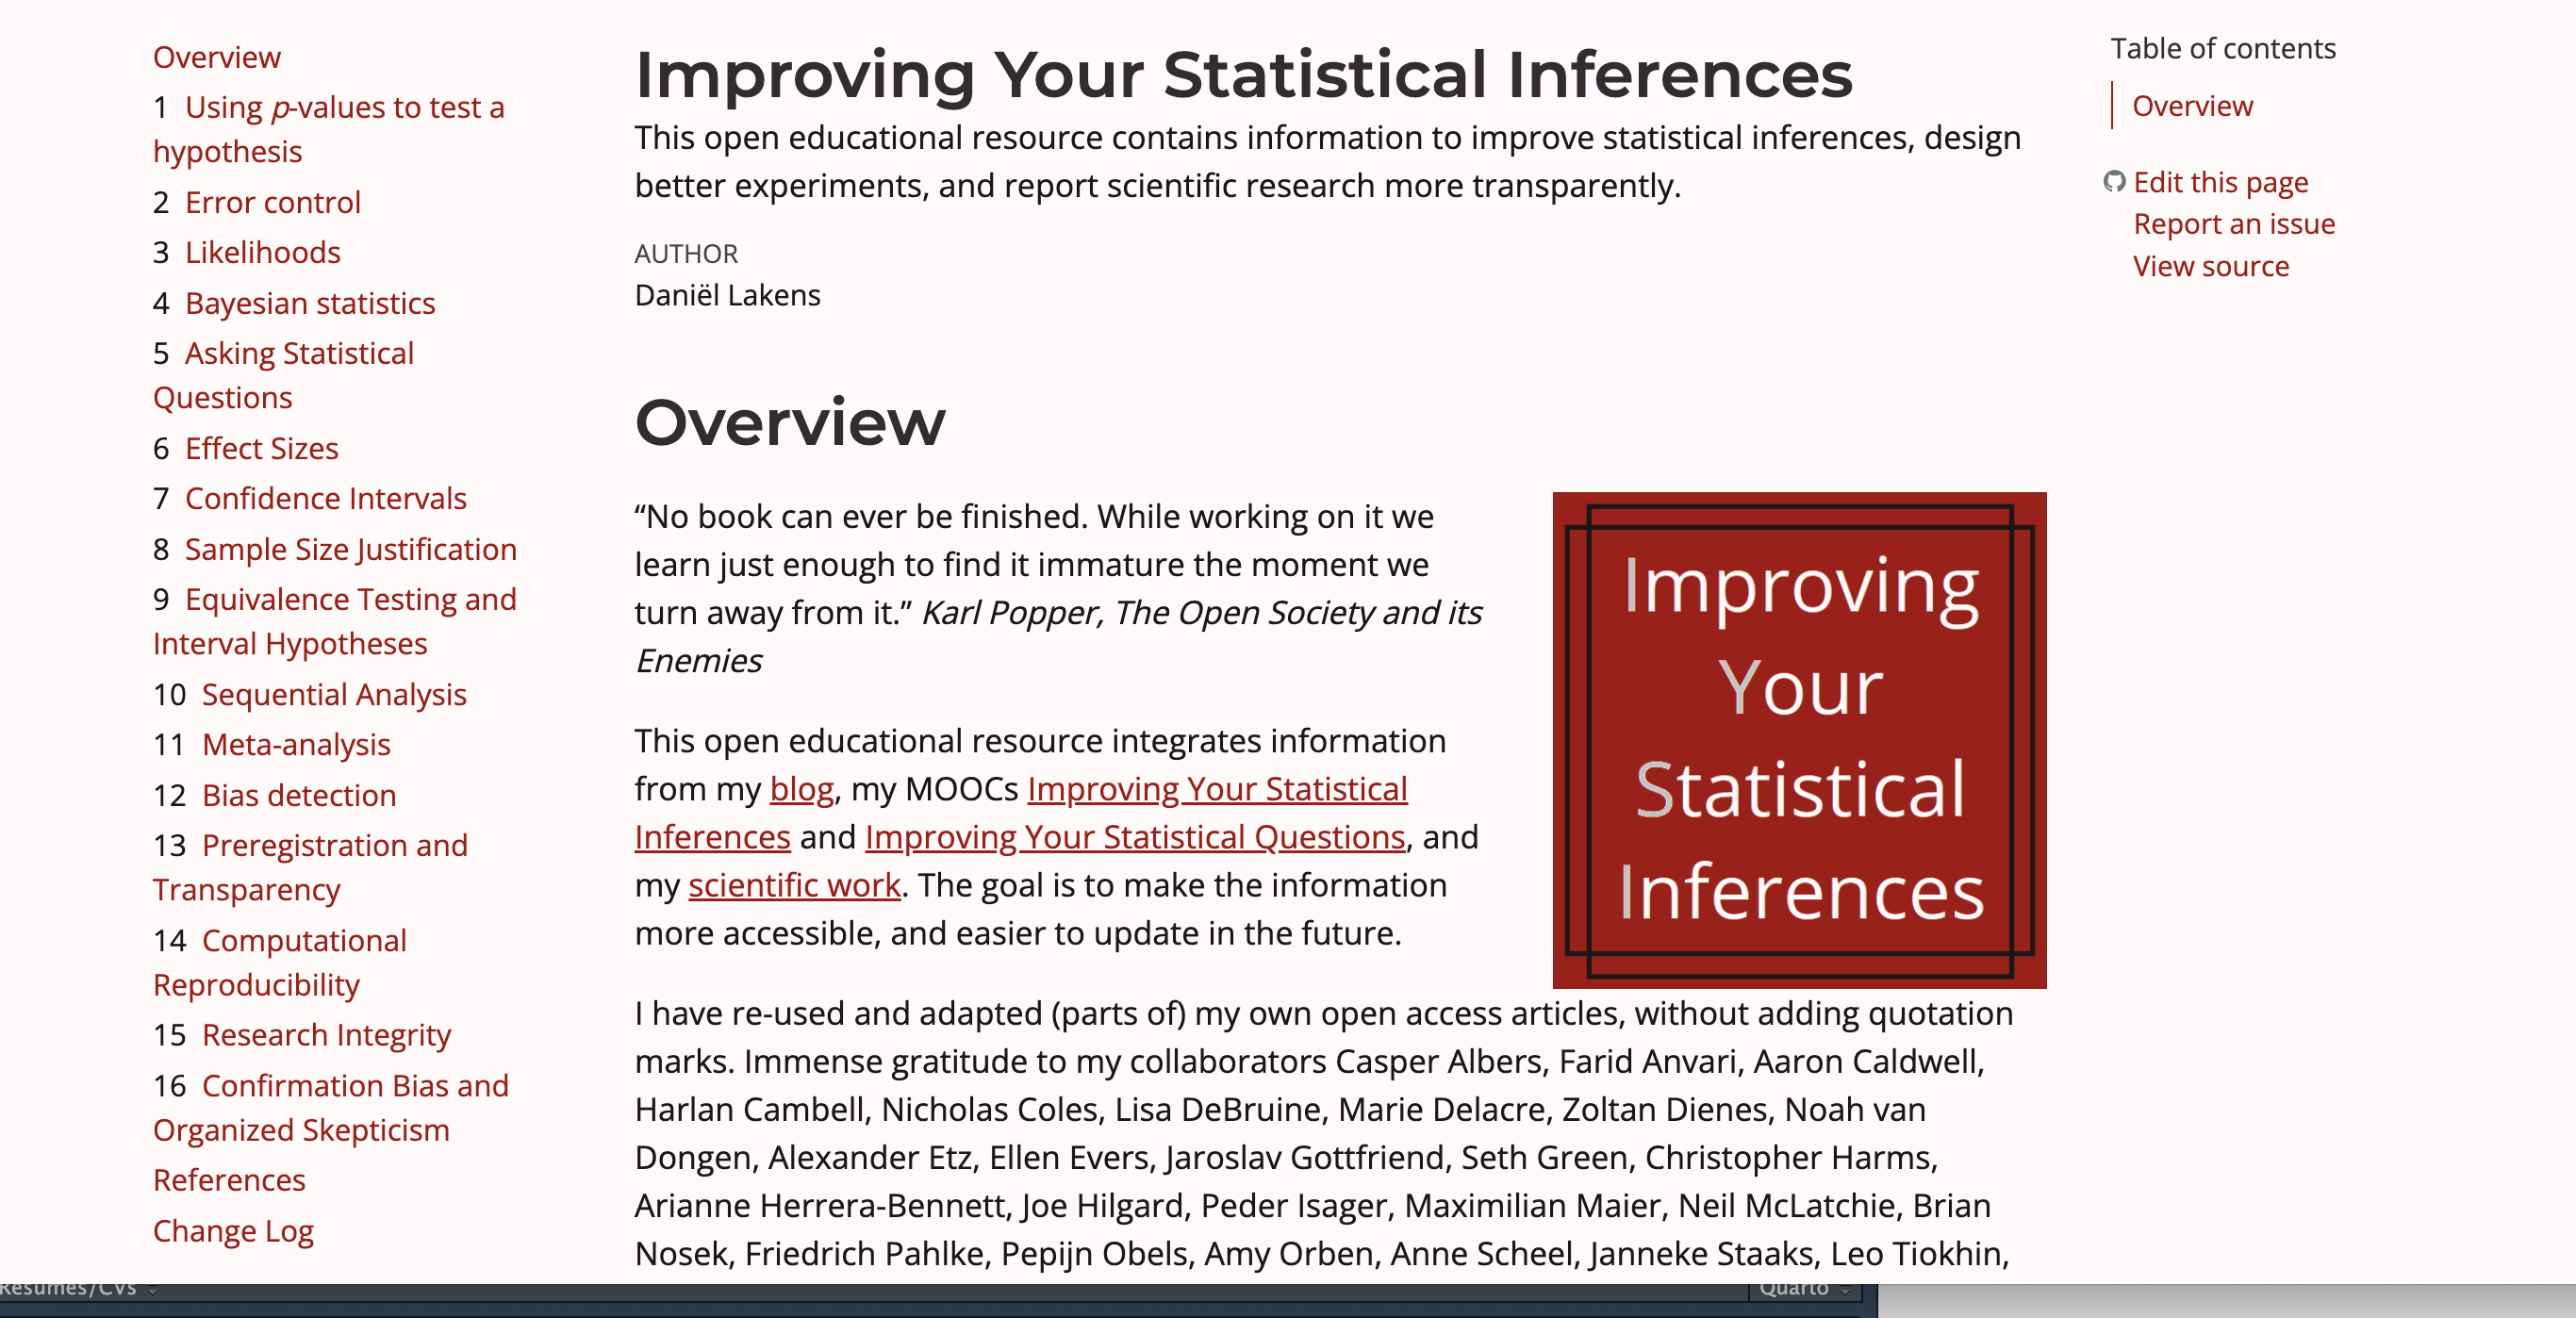 Overview
1 Using p-values to test a
hypothesis
2 Error control
3 Likelihoods
4 Bayesian statistics
5 Asking Statistical
Questions
6 Effect Sizes
7 Confidence Intervals
8 Sample Size Justification
9 Equivalence Testing and
Interval Hypotheses
10 Sequential Analysis
11 Meta-analysis
12 Bias detection
13 Preregistration and
Transparency
14 Computational
Reproducibility
15 Research Integrity
16 Confirmation Bias and
Organized Skepticism
References
Change Log
Improving Your Statistical Inferences
This open educational resource contains information to improve statistical inferences, design
better experiments, and report scientific research more transparently.
AUTHOR
Daniël Lakens
Overview
“No book can ever be finished. While working on it we
learn just enough to find it immature the moment we
turn away from it.” Karl Popper, The Open Society and its
Enemies
This open educational resource integrates information
from my blog, my MOOCs Improving Your Statistical
Inferences and Improving Your Statistical Questions, and
my scientific work. The goal is to make the information
more accessible, and easier to update in the future.
Improving
Your
Statistical
Inferences
I have re-used and adapted (parts of) my own open access articles, without adding quotation
marks. Immense gratitude to my collaborators Casper Albers, Farid Anvari, Aaron Caldwell,
Harlan Cambell, Nicholas Coles, Lisa DeBruine, Marie Delacre, Zoltan Dienes, Noah van
Dongen, Alexander Etz, Ellen Evers, Jaroslav Gottfriend, Seth Green, Christopher Harms,
Arianne Herrera-Bennett, Joe Hilgard, Peder Isager, Maximilian Maier, Neil McLatchie, Brian
Nosek, Friedrich Pahlke, Pepijn Obels, Amy Orben, Anne Scheel, Janneke Staaks, Leo Tiokhin,
Table of contents
Overview
Edit this page
Report an issue
View source
Resumes/CVs
Quarto